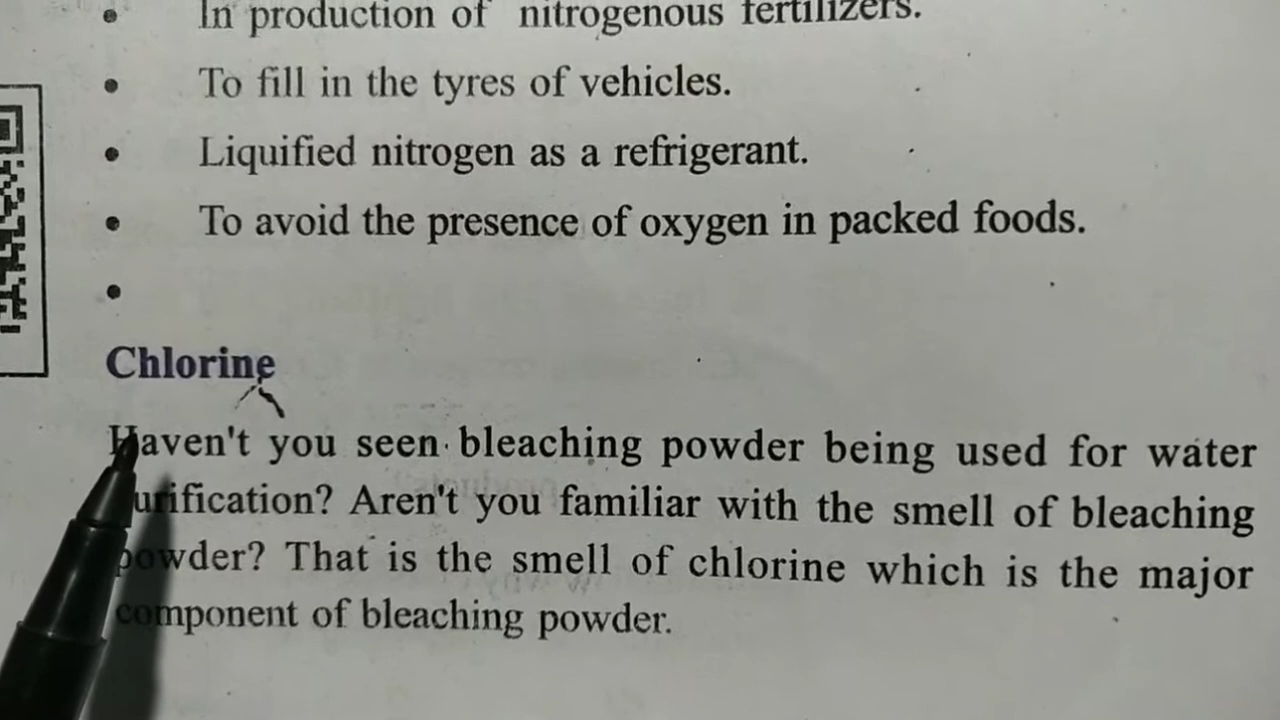 • In production of nitrogenous fertilizers.
• To fill in the tyres of vehicles.
• Liquified nitrogen as a refrigerant.
• To avoid the presence of oxygen in packed foods.
•
Chlorine
Haven't you seen bleaching powder being used for water
purification? Aren't you familiar with the smell of bleaching
powder? That is the smell of chlorine which is the major
component of bleaching powder.